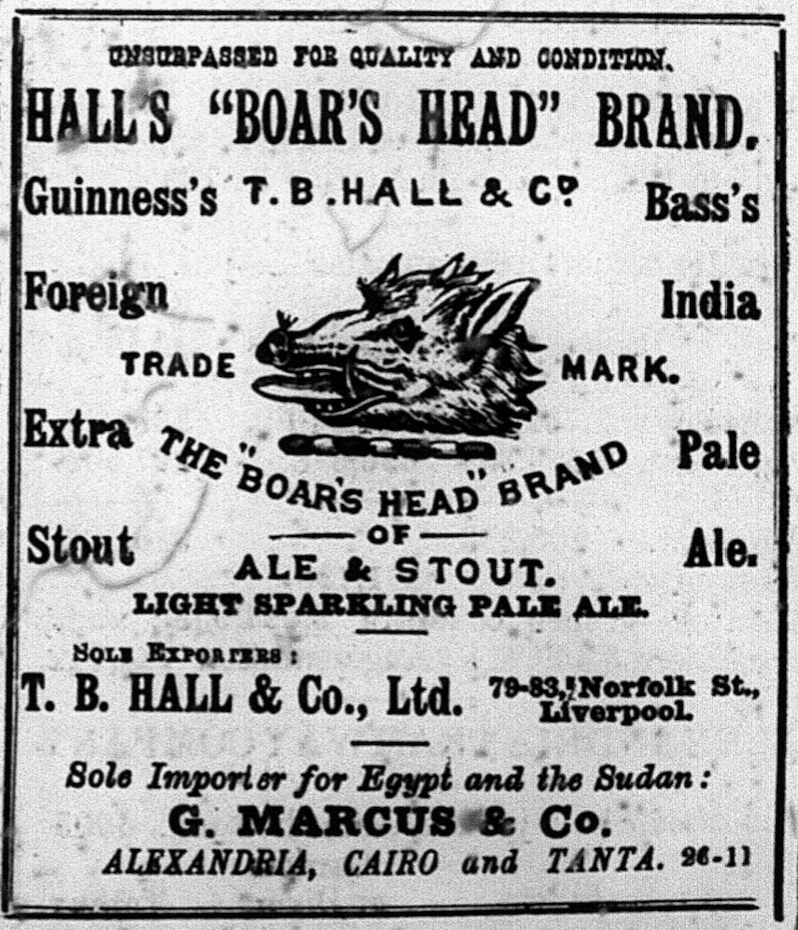 UNSURPASSED FOR QUALITY AND CONDITION.
HALL'S "BOAR'S HEAD" BRAND.
Guinness's T. B. HALL & Co. Bass's
Foreign India
TRADE MARK.
Extra Pale
THE "BOAR'S HEAD" BRAND
OF
Stout Ale.
ALE & STOUT.
LIGHT SPARKLING PALE ALE.
SOLE EXPORTERS:
T. B. HALL & Co., Ltd. 79-83, Norfolk St.,
Liverpool.
Sole Importer for Egypt and the Sudan:
G. MARCUS & Co.
ALEXANDRIA, CAIRO and TANTA. 26-11